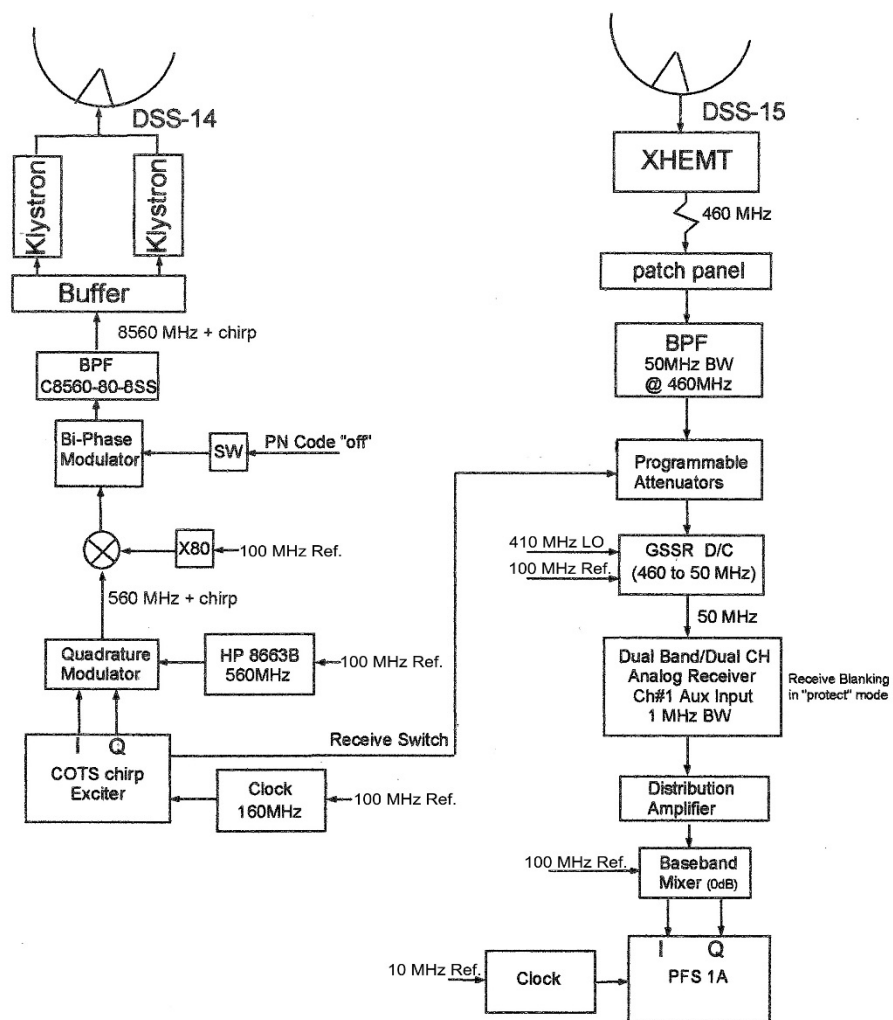 DSS-14
Klystron
Klystron
Buffer
8560 MHz + chirp
BPF
C8560-80-8SS
Bi-Phase
Modulator
SW
PN Code "off"
X80
100 MHz Ref.
560 MHz + chirp
Quadrature
Modulator
HP 8663B
560MHz
100 MHz Ref.
I Q
COTS chirp
Exciter
Receive Switch
Clock
160MHz
100 MHz Ref.
DSS-15
XHEMT
460 MHz
patch panel
BPF
50MHz BW
@ 460MHz
Programmable
Attenuators
410 MHz LO
100 MHz Ref.
GSSR D/C
(460 to 50 MHz)
50 MHz
Dual Band/Dual CH
Analog Receiver
Ch#1 Aux Input
1 MHz BW
Receive Blanking
in "protect" mode
Distribution
Amplifier
100 MHz Ref.
Baseband
Mixer (0dB)
I Q
PFS 1A
10 MHz Ref.
Clock